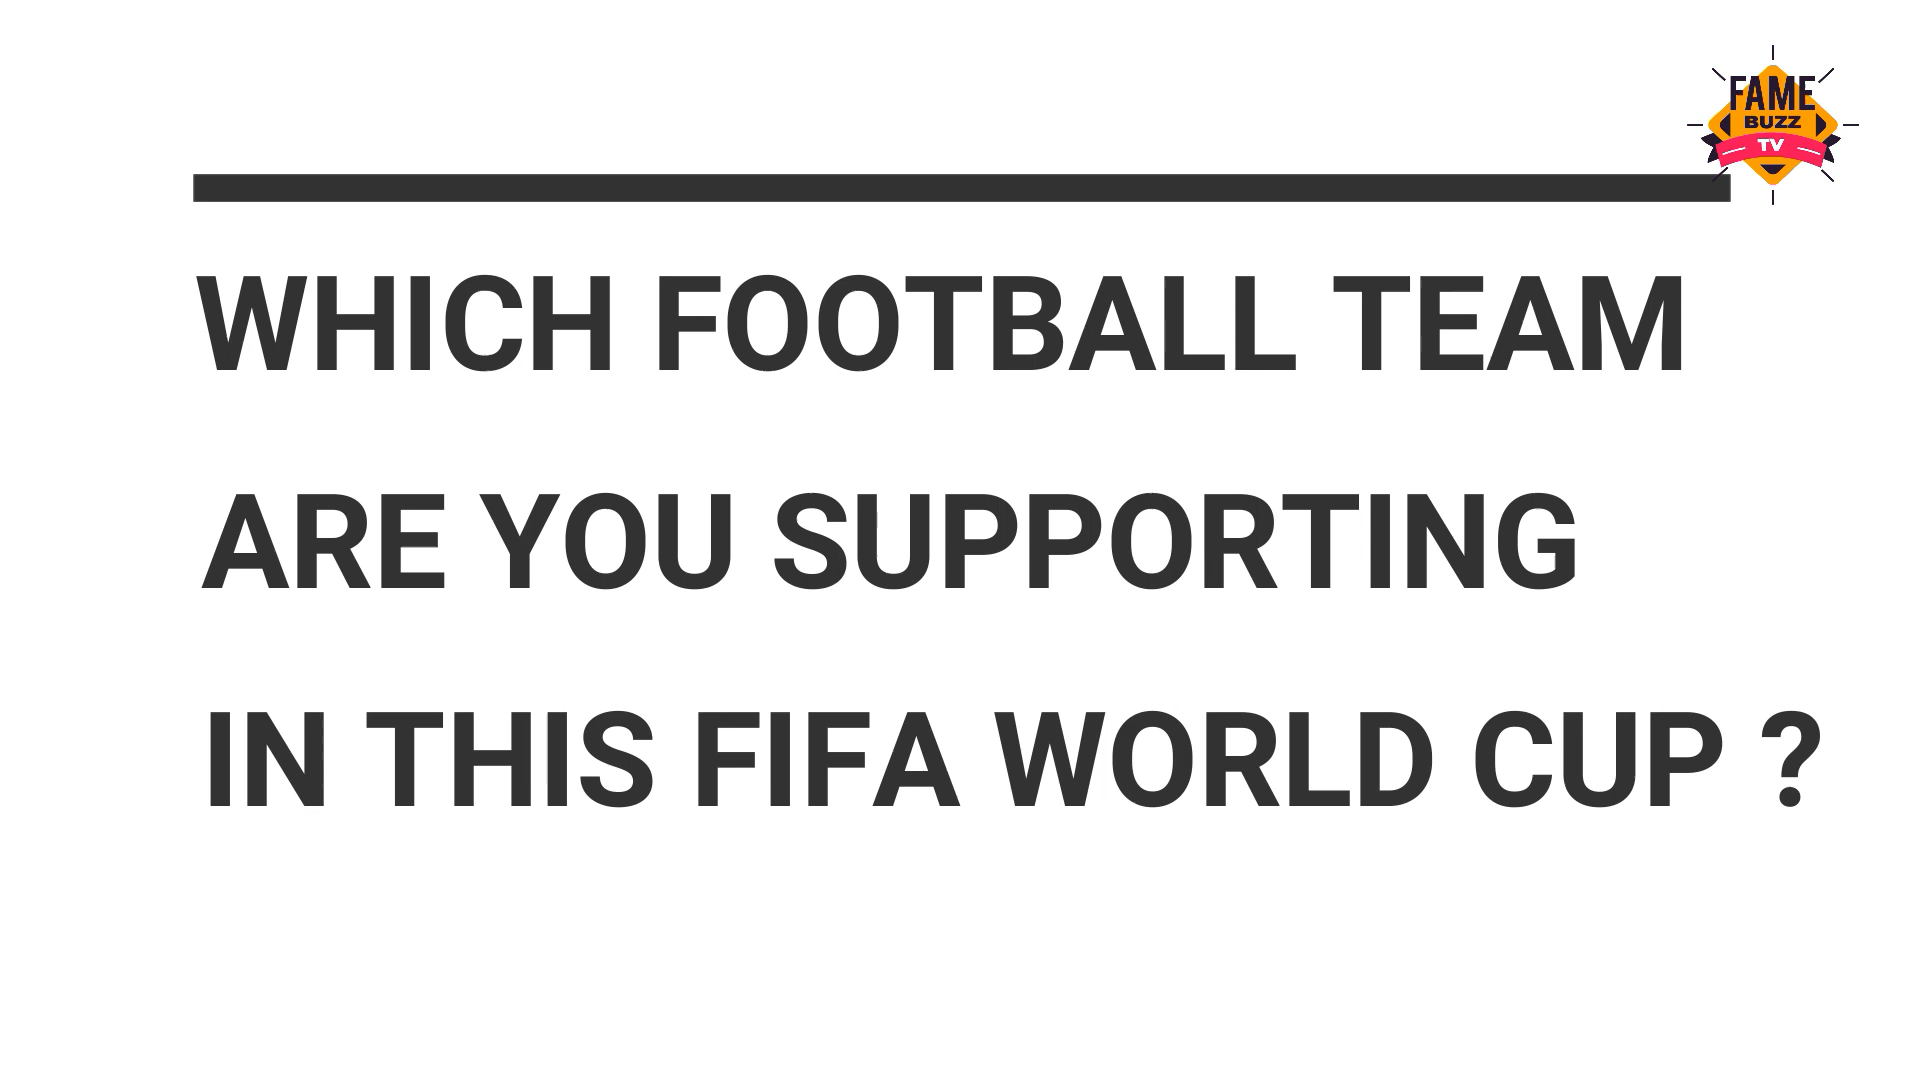 FAME
BUZZ
TV
WHICH FOOTBALL TEAM
ARE YOU SUPPORTING
IN THIS FIFA WORLD CUP ?